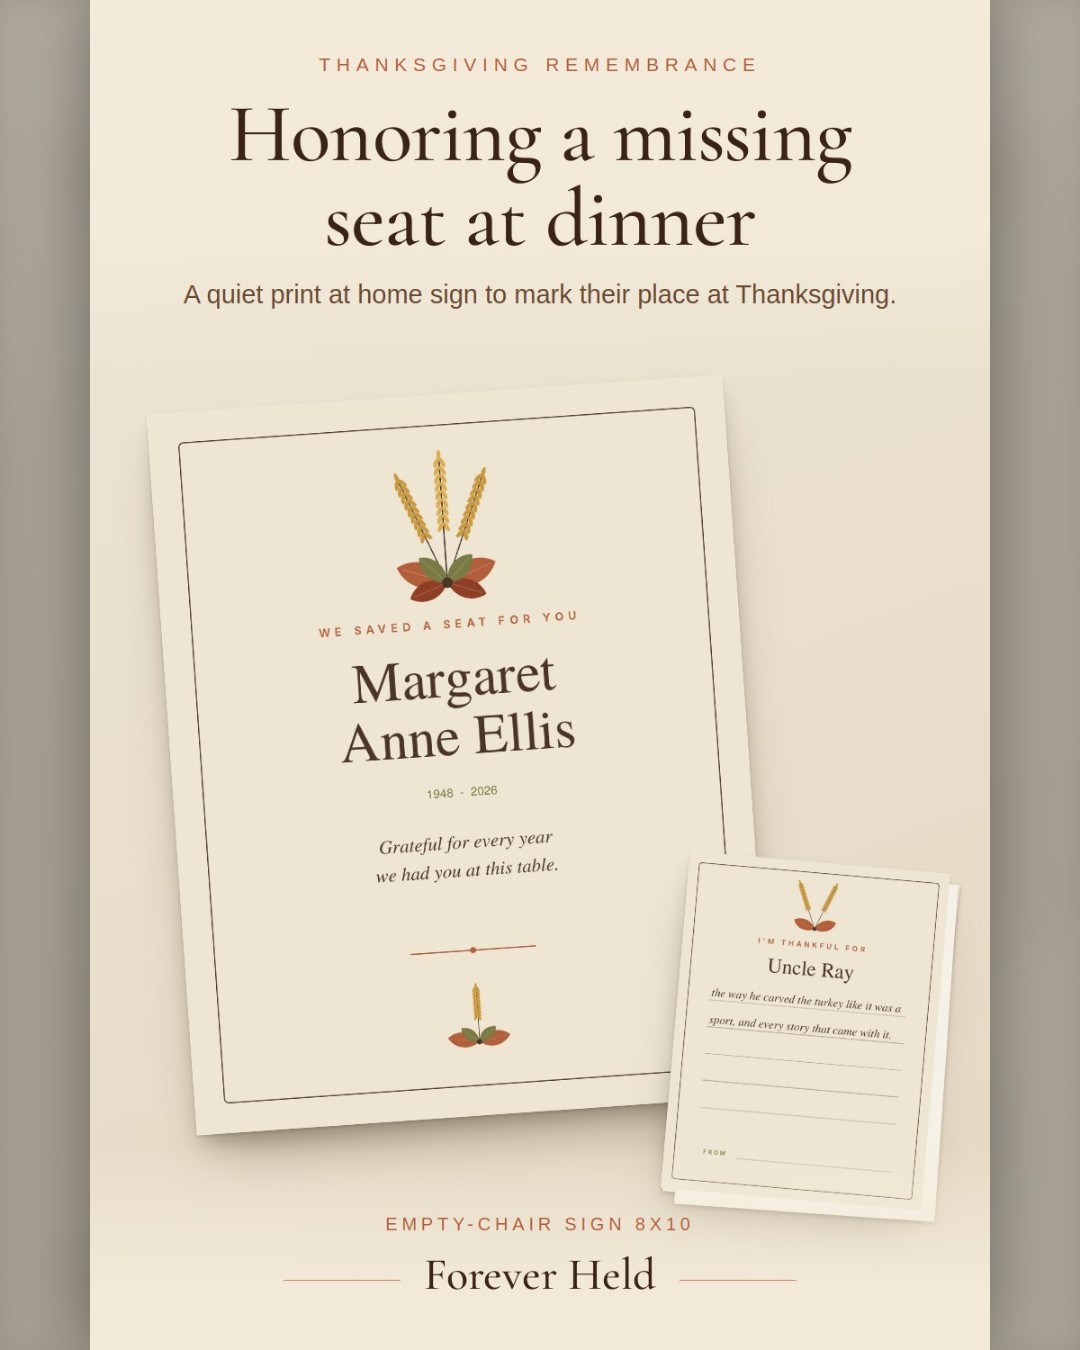 THANKSGIVING REMEMBRANCE
Honoring a missing
seat at dinner
A quiet print at home sign to mark their place at Thanksgiving.
WE SAVED A SEAT FOR YOU
Margaret
Anne Ellis
1948 - 2026
Grateful for every year
we had you at this table.
I'M THANKFUL FOR
Uncle Ray
the way he carved the turkey like it was a
sport, and every story that came with it.
FROM
EMPTY-CHAIR SIGN 8X10
Forever Held